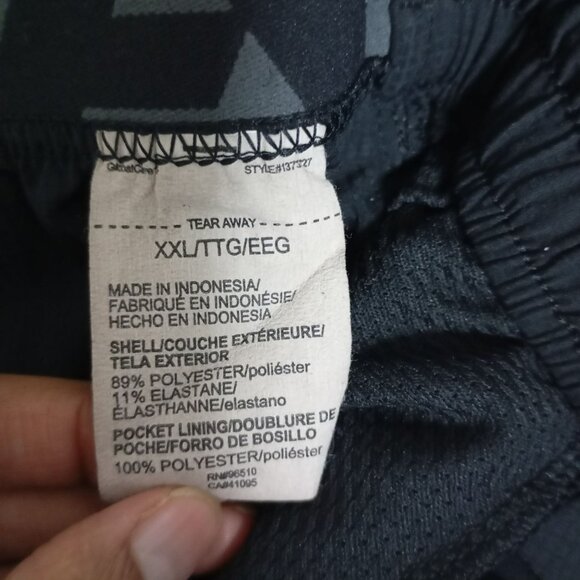 STYLE#137327
TEAR AWAY
XXL/TTG/EEG
MADE IN INDONESIA/
FABRIQUÉ EN INDONÉSIE/
HECHO EN INDONESIA
SHELL/COUCHE EXTÉRIEURE/
TELA EXTERIOR
89% POLYESTER/poliéster
11% ELASTANE/
ÉLASTHANNE/elastano
POCKET LINING/DOUBLURE DE
POCHE/FORRO DE BOSILLO
100% POLYESTER/poliéster
RN#96510
CA#41095